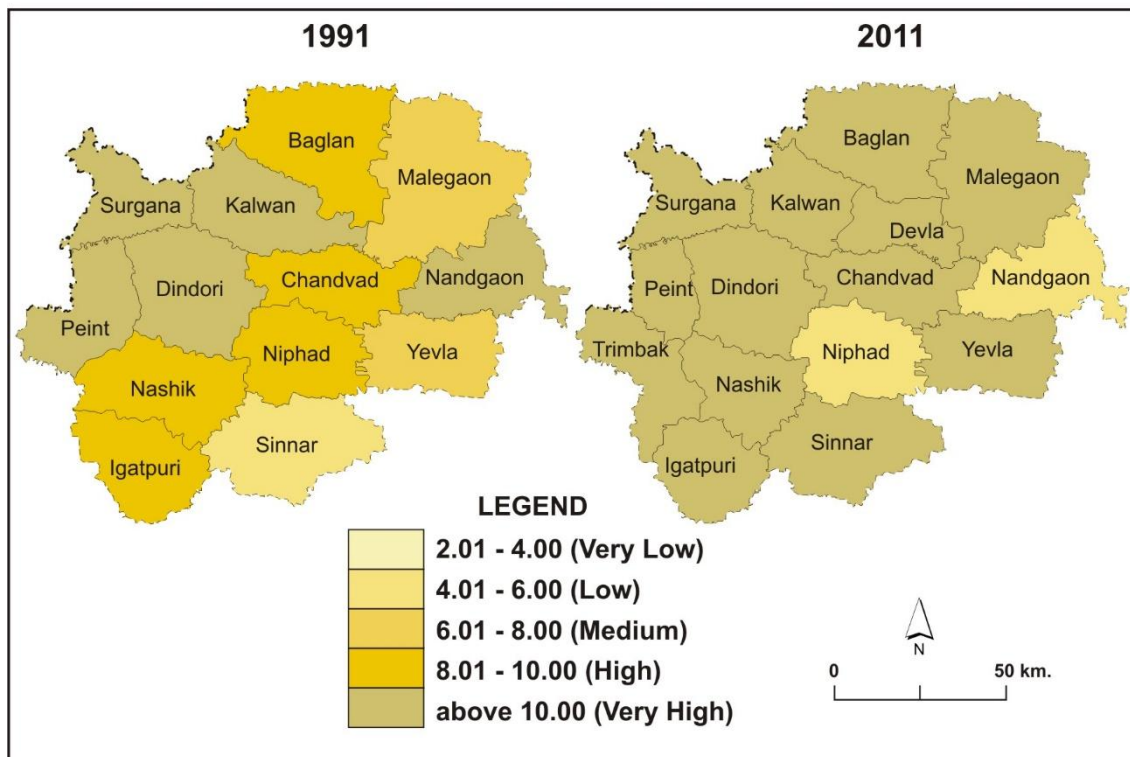 1991
Baglan
Malegaon
Surgana
Kalwan
Chandvad
Nandgaon
Dindori
Peint
Niphad
Yevla
Nashik
Sinnar
Igatpuri
2011
Baglan
Malegaon
Surgana
Kalwan
Devla
Nandgaon
Chandvad
Peint
Dindori
Trimbak
Niphad
Yevla
Nashik
Sinnar
Igatpuri
LEGEND
2.01 - 4.00 (Very Low)
4.01 - 6.00 (Low)
6.01 - 8.00 (Medium)
8.01 - 10.00 (High)
above 10.00 (Very High)
N
0 50 km.